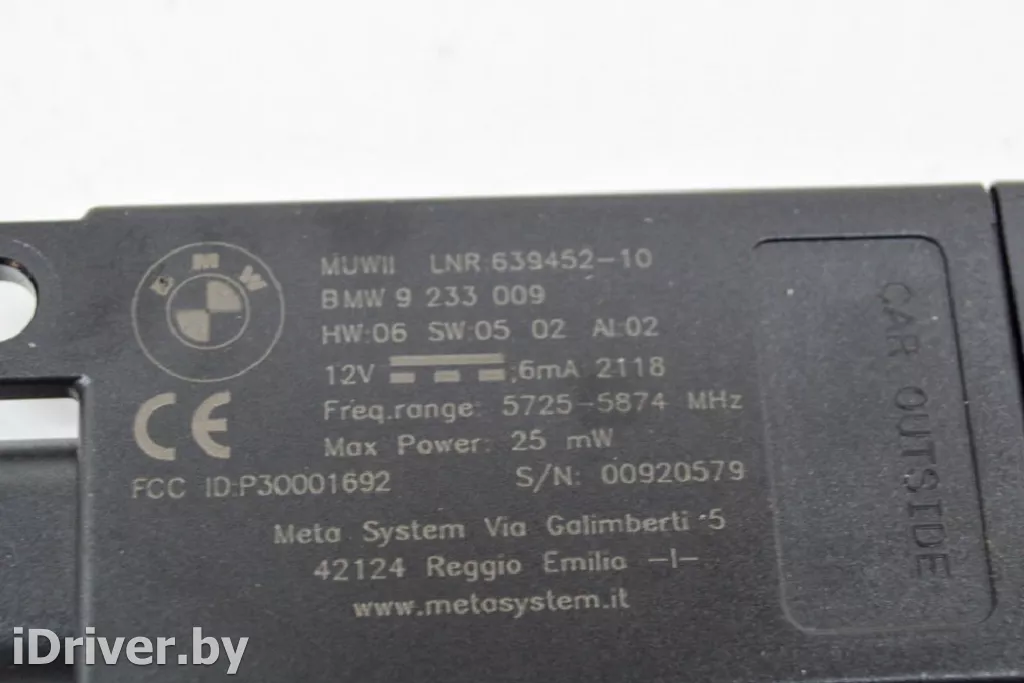 BMW
MUWII LNR:639452-10
BMW 9 233 009
HW:06 SW:05 02 AI:02
12V ;6mA 2118
Freq.range: 5725-5874 MHz
Max Power: 25 mW
CE
FCC ID:P30001692 S/N: 00920579
Meta System Via Galimberti 5
42124 Reggio Emilia -I-
www.metasystem.it
CAR OUTSIDE
iDriver.by